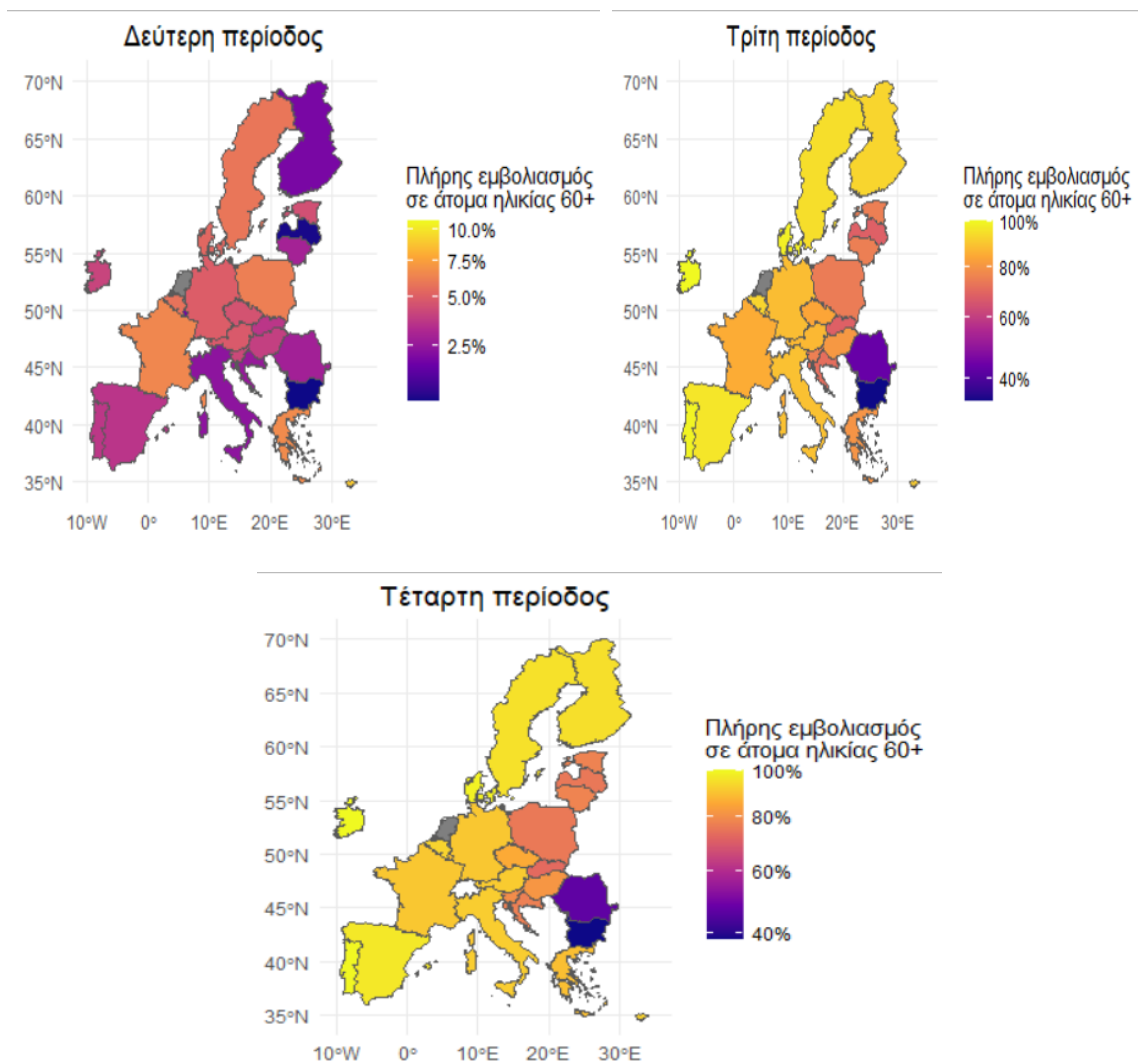 Δεύτερη περίοδος
70°N
65°N
60°N
55°N
50°N
45°N
40°N
35°N
10°W 0° 10°E 20°E 30°E
Πλήρης εμβολιασμός
σε άτομα ηλικίας 60+
10.0%
7.5%
5.0%
2.5%
Τρίτη περίοδος
70°N
65°N
60°N
55°N
50°N
45°N
40°N
35°N
10°W 0° 10°E 20°E 30°E
Πλήρης εμβολιασμός
σε άτομα ηλικίας 60+
100%
80%
60%
40%
Τέταρτη περίοδος
70°N
65°N
60°N
55°N
50°N
45°N
40°N
35°N
10°W 0° 10°E 20°E 30°E
Πλήρης εμβολιασμός
σε άτομα ηλικίας 60+
100%
80%
60%
40%